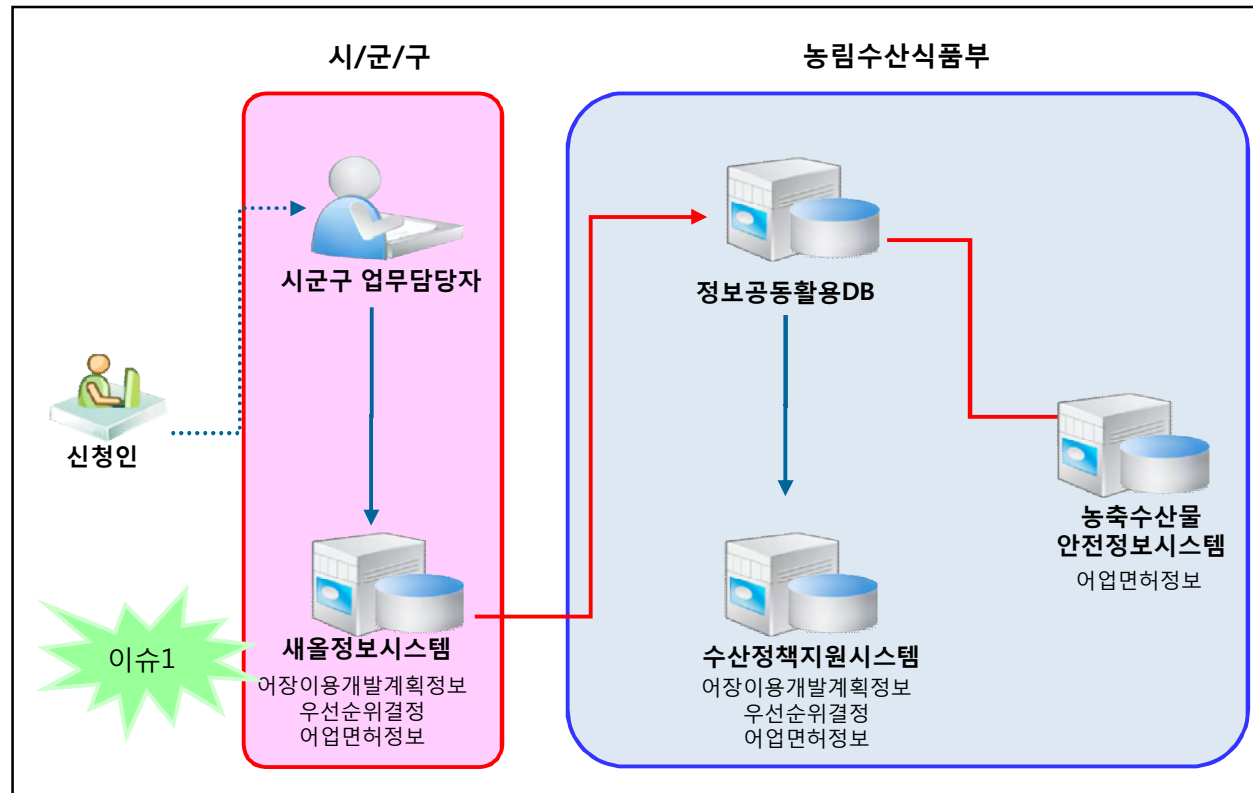 시/군/구
농림수산식품부
시군구 업무담당자
정보공동활용DB
신청인
농축수산물
안전정보시스템
어업면허정보
이슈1
새올정보시스템
어장이용개발계획정보
우선순위결정
어업면허정보
수산정책지원시스템
어장이용개발계획정보
우선순위결정
어업면허정보